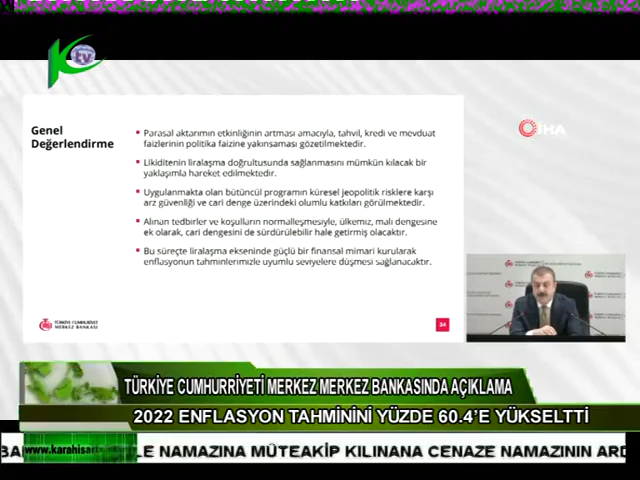 tv
Genel
Değerlendirme
Parasal aktarımın etkinliğinin artması amacıyla, tahvil, kredi ve mevduat
faizlerinin politika faizine yakınsaması gözetilmektedir.
Likiditenin liralaşma doğrultusunda sağlanmasını mümkün kılacak bir
yaklaşımla hareket edilmektedir.
Uygulanmakta olan bütüncül programın küresel jeopolitik risklere karşı
arz güvenliği ve cari denge üzerindeki olumlu katkıları görülmektedir.
Alınan tedbirler ve koşulların normalleşmesiyle, ülkemiz, mali dengesine
ek olarak, cari dengesini de sürdürülebilir hale getirmiş olacaktır.
Bu süreçte liralaşma ekseninde güçlü bir finansal mimari kurularak
enflasyonun tahminlerimizle uyumlu seviyelere düşmesi sağlanacaktır.
TÜRKİYE CUMHURİYET
MERKEZ BANKASI
34
IHA
TÜRKİYE CUMHURRİYETİ MERKEZ MERKEZ BANKASINDA AÇIKLAMA
2022 ENFLASYON TAHMİNİNİ YÜZDE 60.4'E YÜKSELTTİ
www.karahisar
LE NAMAZINA MÜTEAKİP KILINANA CENAZE NAMAZININ ARD